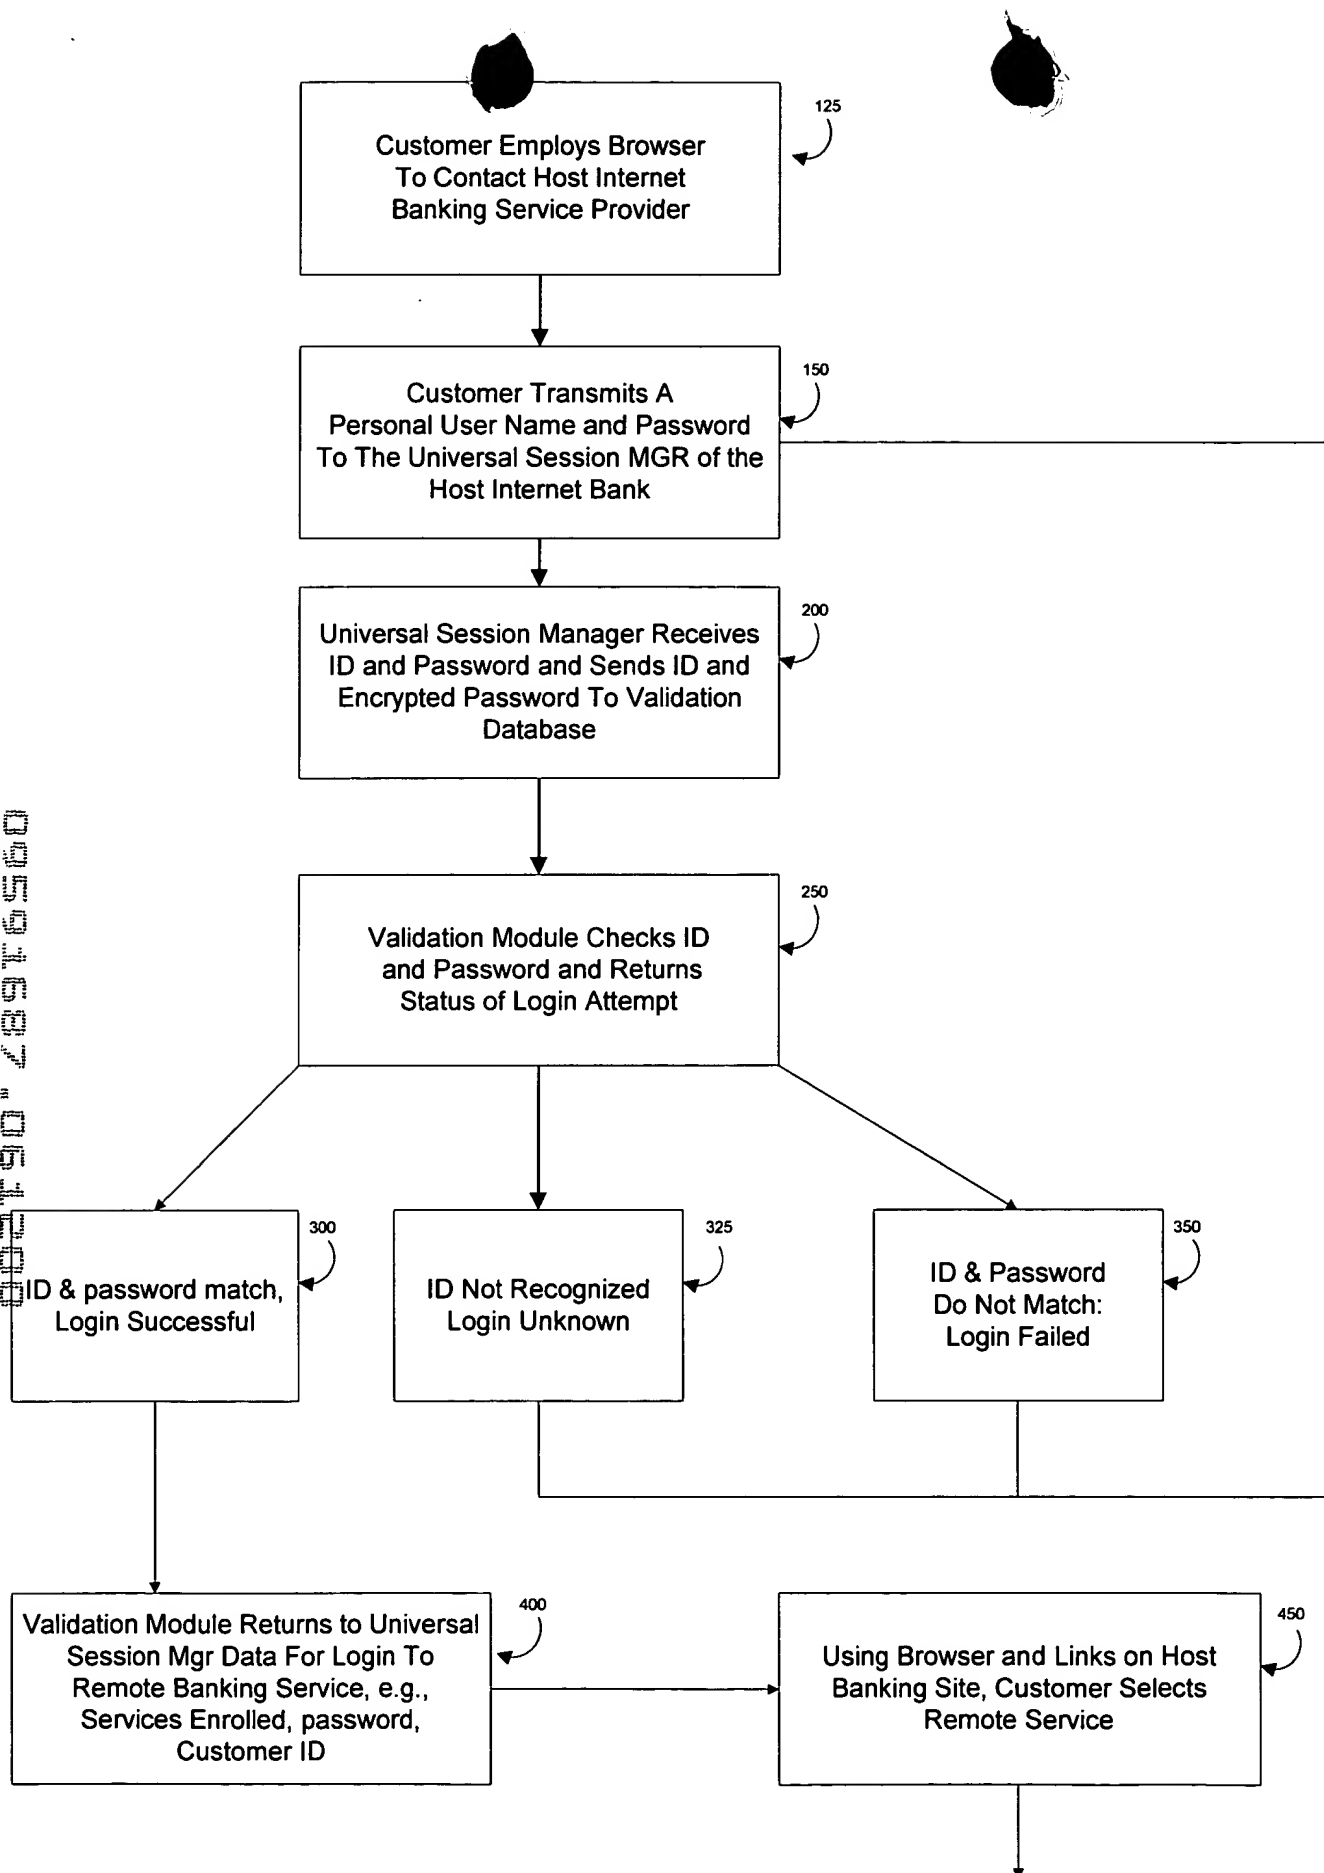 125
Customer Employs Browser
To Contact Host Internet
Banking Service Provider
150
Customer Transmits A
Personal User Name and Password
To The Universal Session MGR of the
Host Internet Bank
200
Universal Session Manager Receives
ID and Password and Sends ID and
Encrypted Password To Validation
Database
250
Validation Module Checks ID
and Password and Returns
Status of Login Attempt
300
ID & password match,
Login Successful
325
ID Not Recognized
Login Unknown
350
ID & Password
Do Not Match:
Login Failed
400
Validation Module Returns to Universal
Session Mgr Data For Login To
Remote Banking Service, e.g.,
Services Enrolled, password,
Customer ID
450
Using Browser and Links on Host
Banking Site, Customer Selects
Remote Service